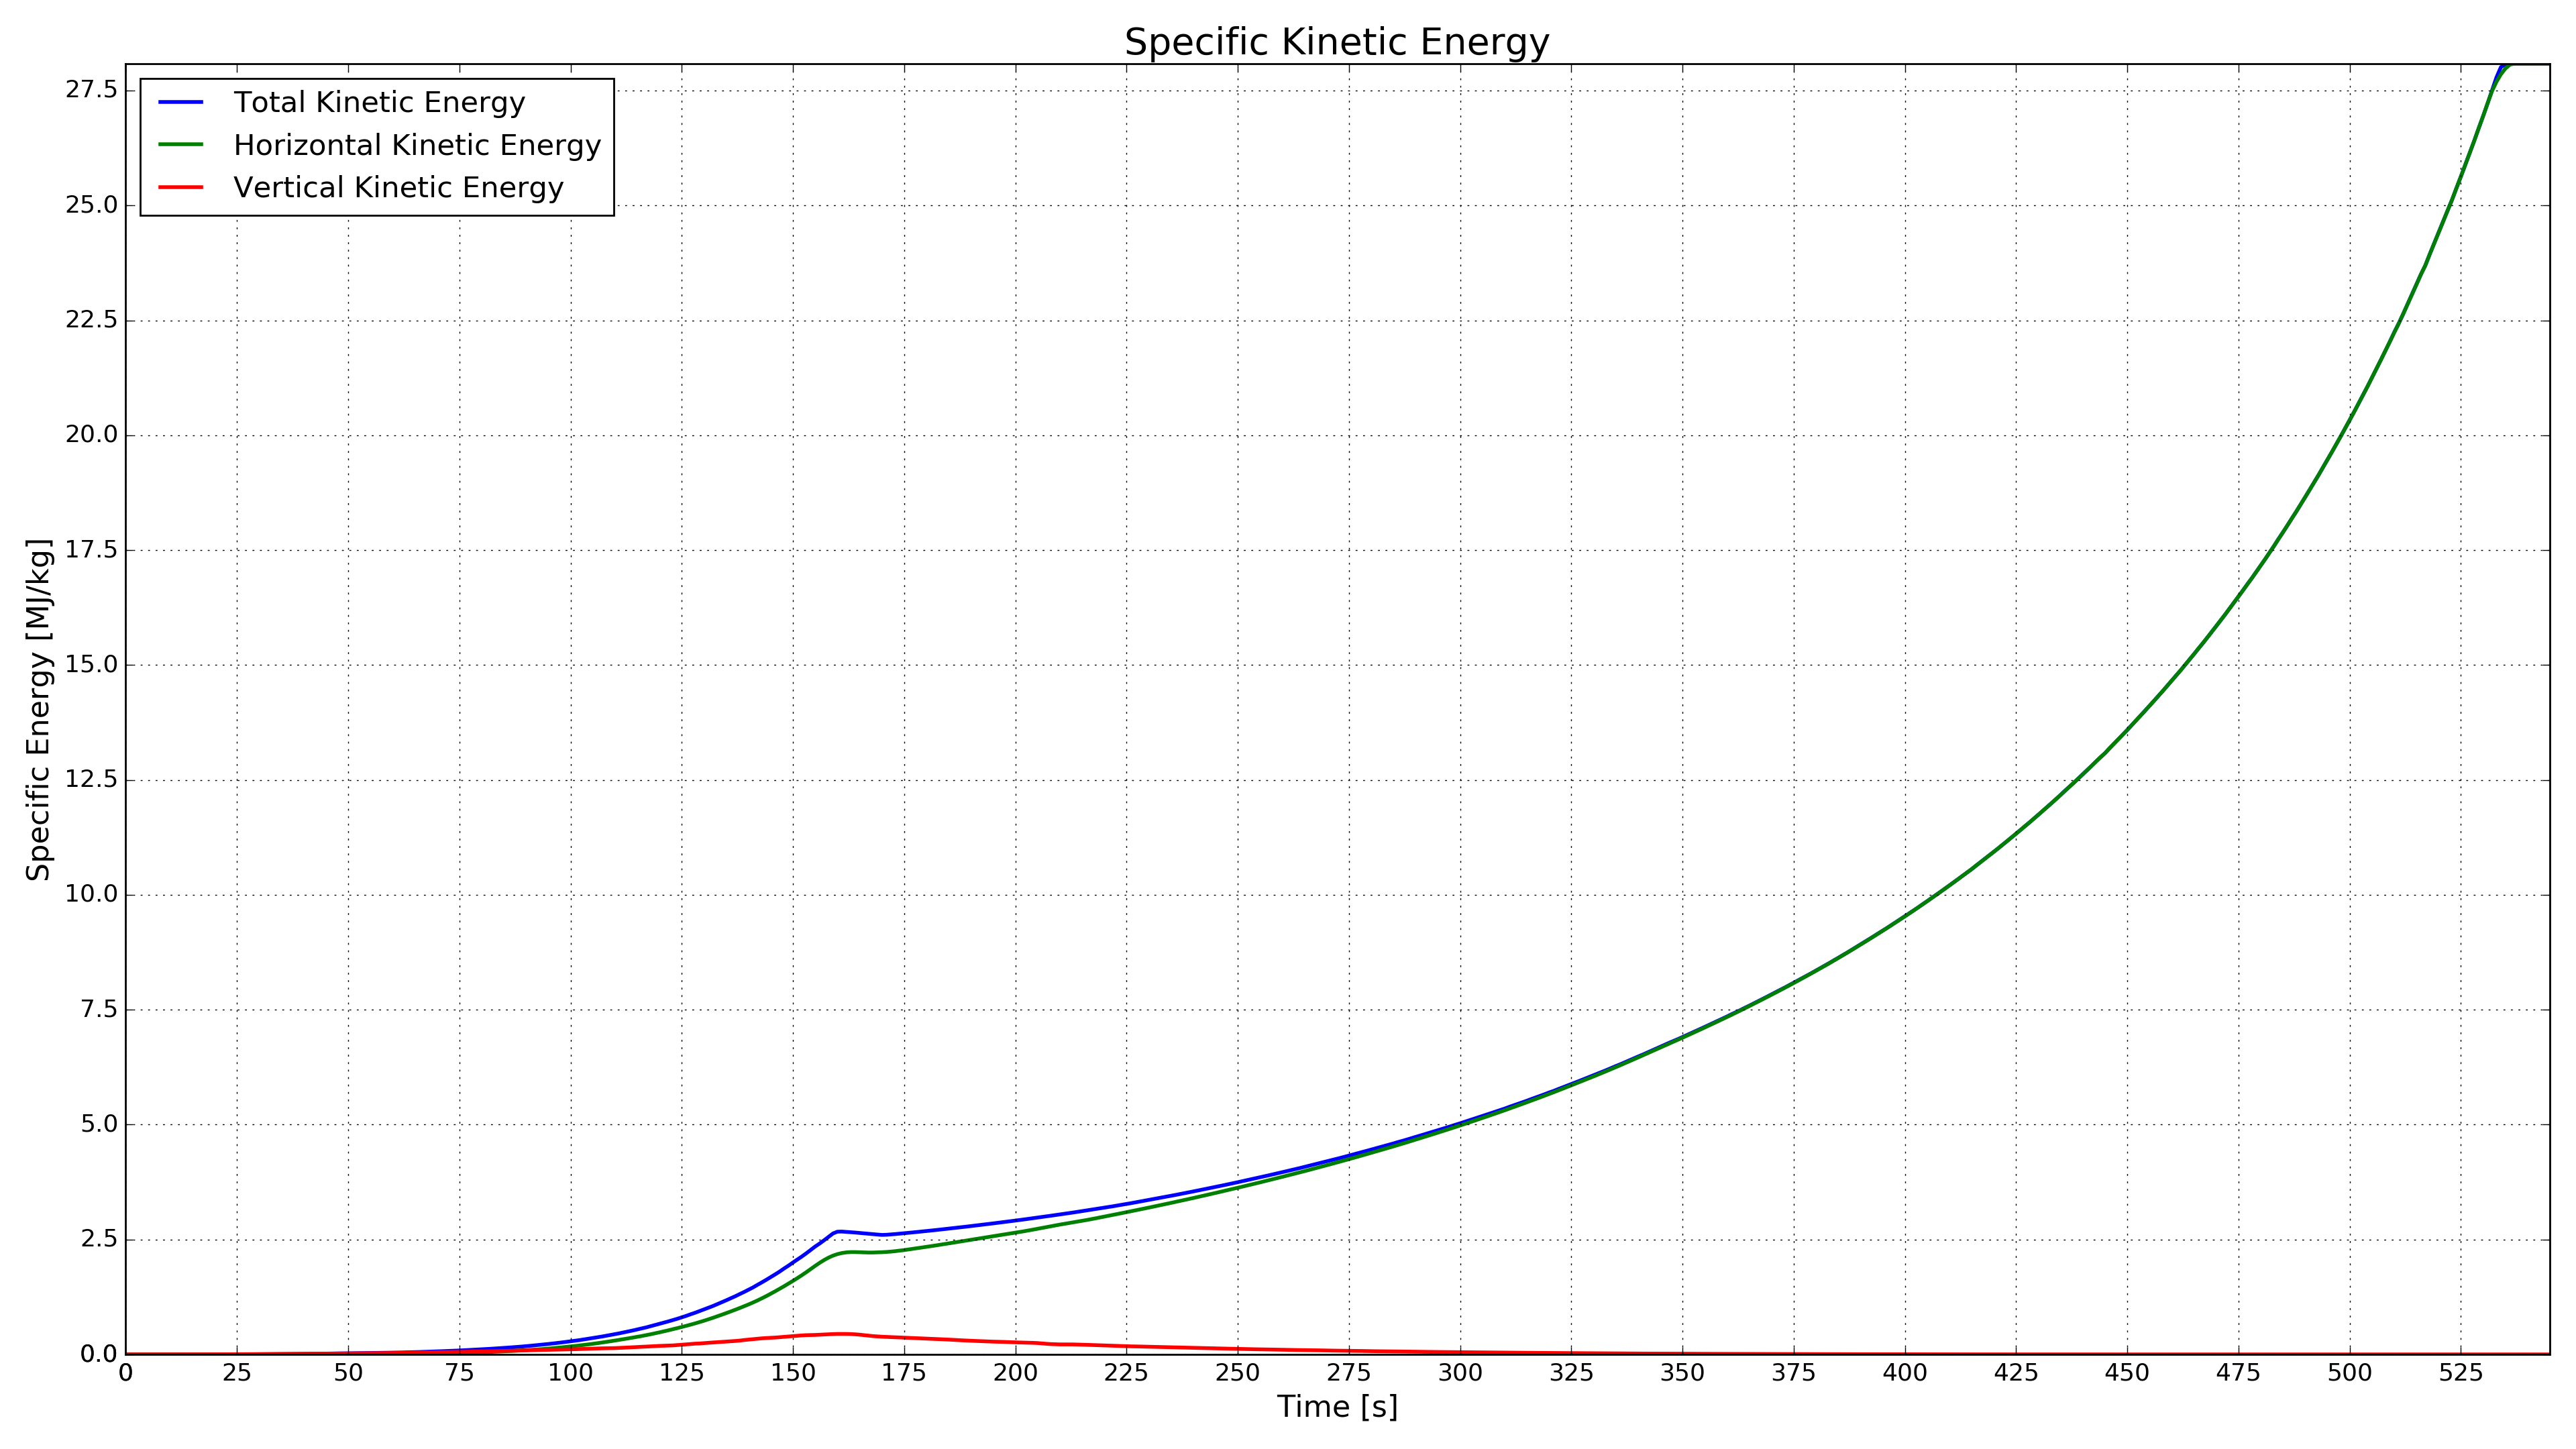 Specific Kinetic Energy
Total Kinetic Energy
Horizontal Kinetic Energy
Vertical Kinetic Energy
27.5
25.0
22.5
20.0
17.5
15.0
12.5
10.0
7.5
5.0
2.5
0.0
Specific Energy [MJ/kg]
0 25 50 75 100 125 150 175 200 225 250 275 300 325 350 375 400 425 450 475 500 525
Time [s]